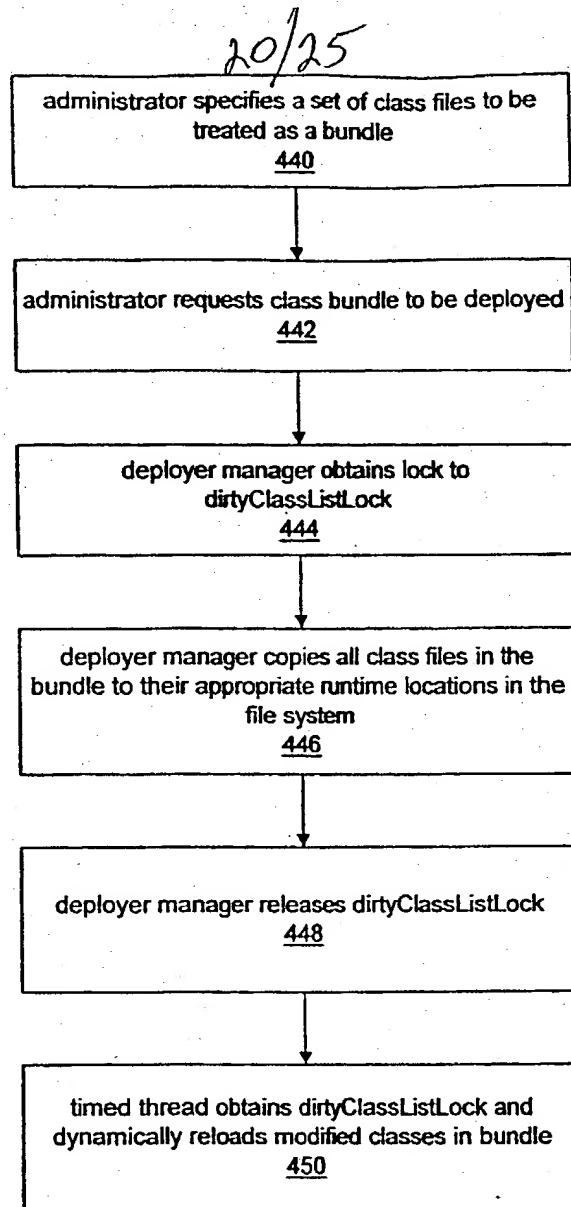 20/25
administrator specifies a set of class files to be
treated as a bundle
440
administrator requests class bundle to be deployed
442
deployer manager obtains lock to
dirtyClassListLock
444
deployer manager copies all class files in the
bundle to their appropriate runtime locations in the
file system
446
deployer manager releases dirtyClassListLock
448
timed thread obtains dirtyClassListLock and
dynamically reloads modified classes in bundle
450